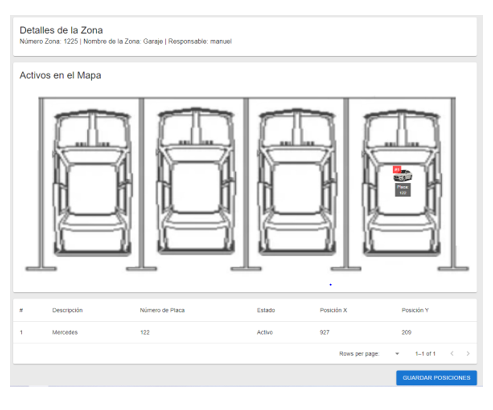 Detalles de la Zona
Número Zona: 1225 | Nombre de la Zona: Garaje | Responsable: manuel
Activos en el Mapa
Placa
# Descripción Número de Placa Estado Posición X Posición Y
1 Mercedes 122 Activo 927 209
Rows per page: 1–1 of 1
GUARDAR POSICIONES